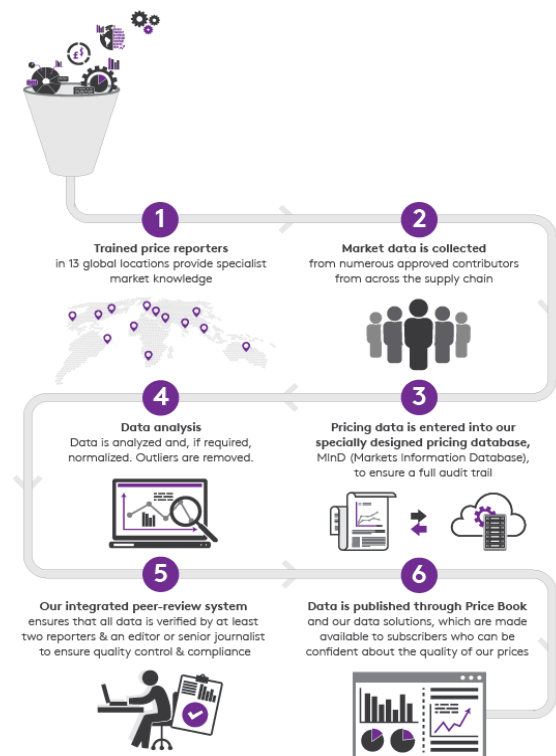 £$
1
Trained price reporters
in 13 global locations provide specialist
market knowledge
2
Market data is collected
from numerous approved contributors
from across the supply chain
3
Pricing data is entered into our
specially designed pricing database,
MInD (Markets Information Database),
to ensure a full audit trail
4
Data analysis
Data is analyzed and, if required,
normalized. Outliers are removed.
5
Our integrated peer-review system
ensures that all data is verified by at least
two reporters & an editor or senior journalist
to ensure quality control & compliance
6
Data is published through Price Book
and our data solutions, which are made
available to subscribers who can be
confident about the quality of our prices